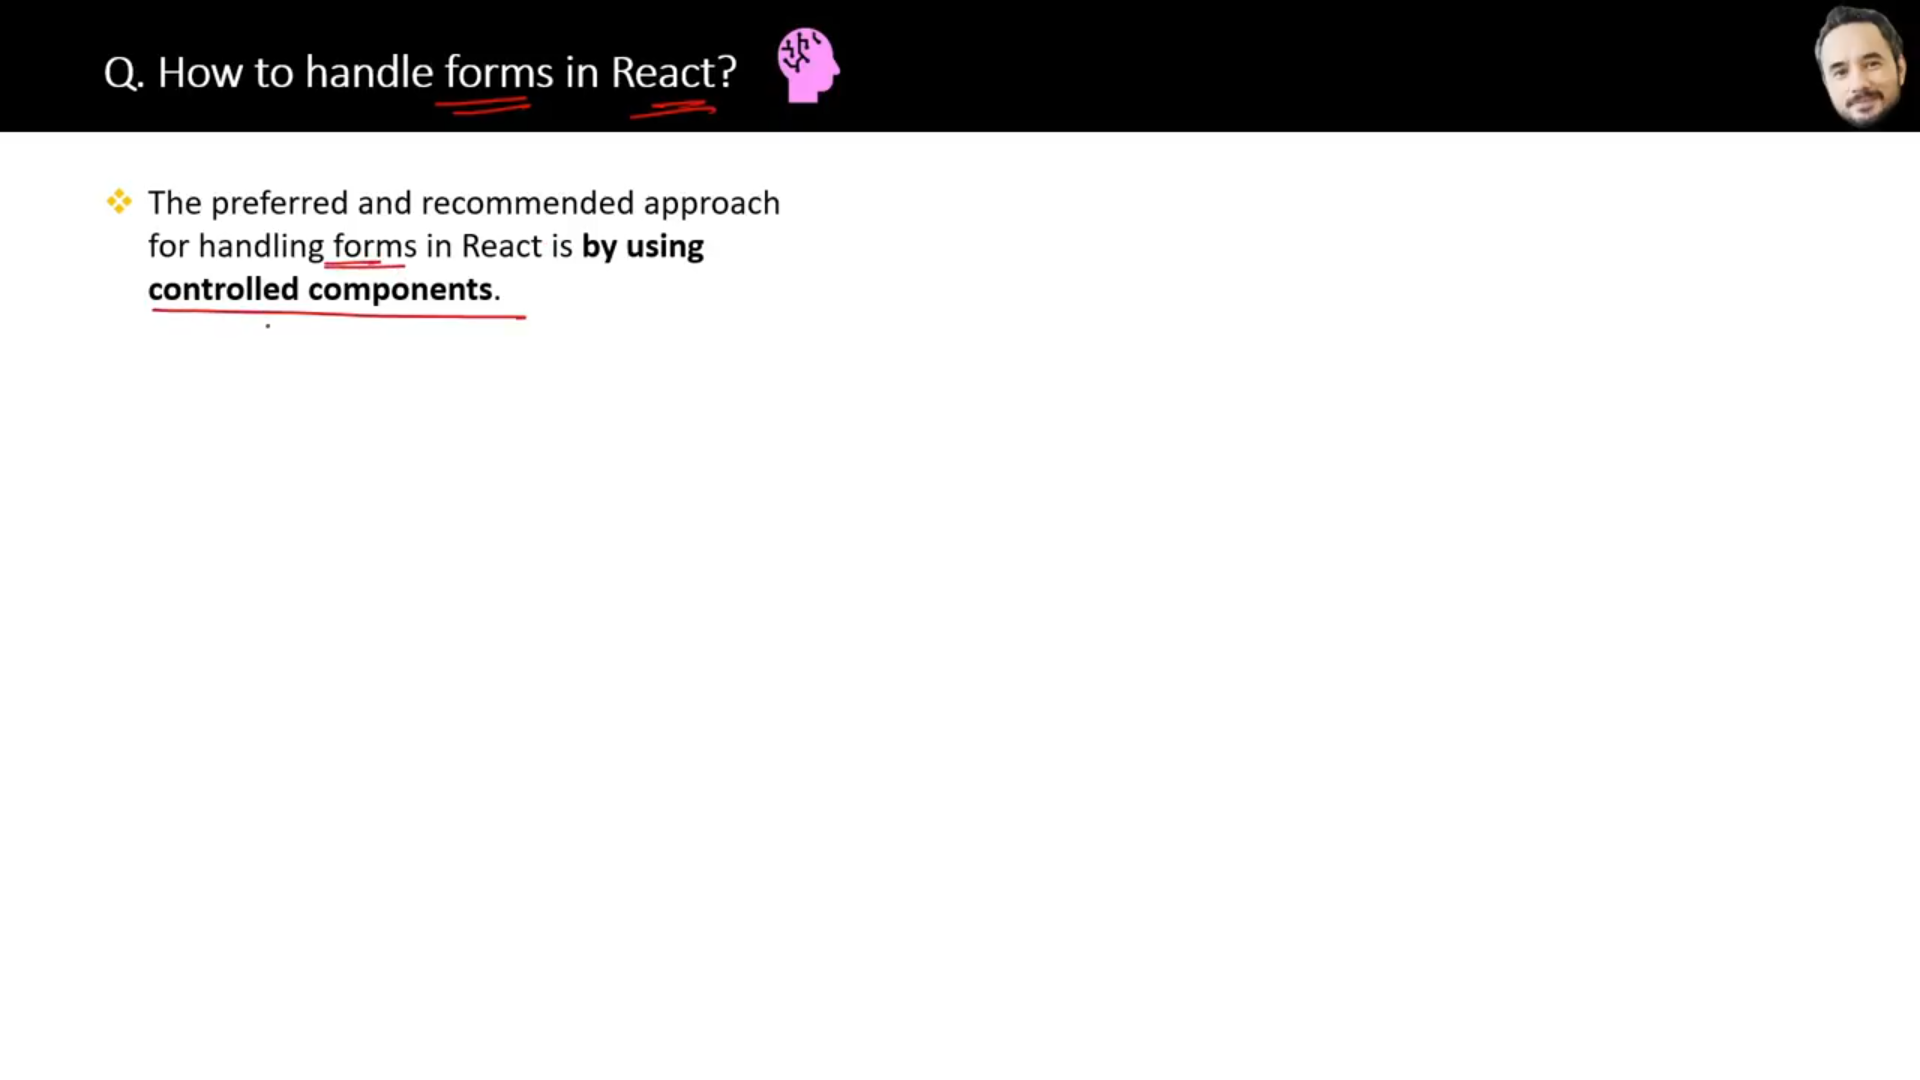 Q. How to handle forms in React?
The preferred and recommended approach
for handling forms in React is by using
controlled components.